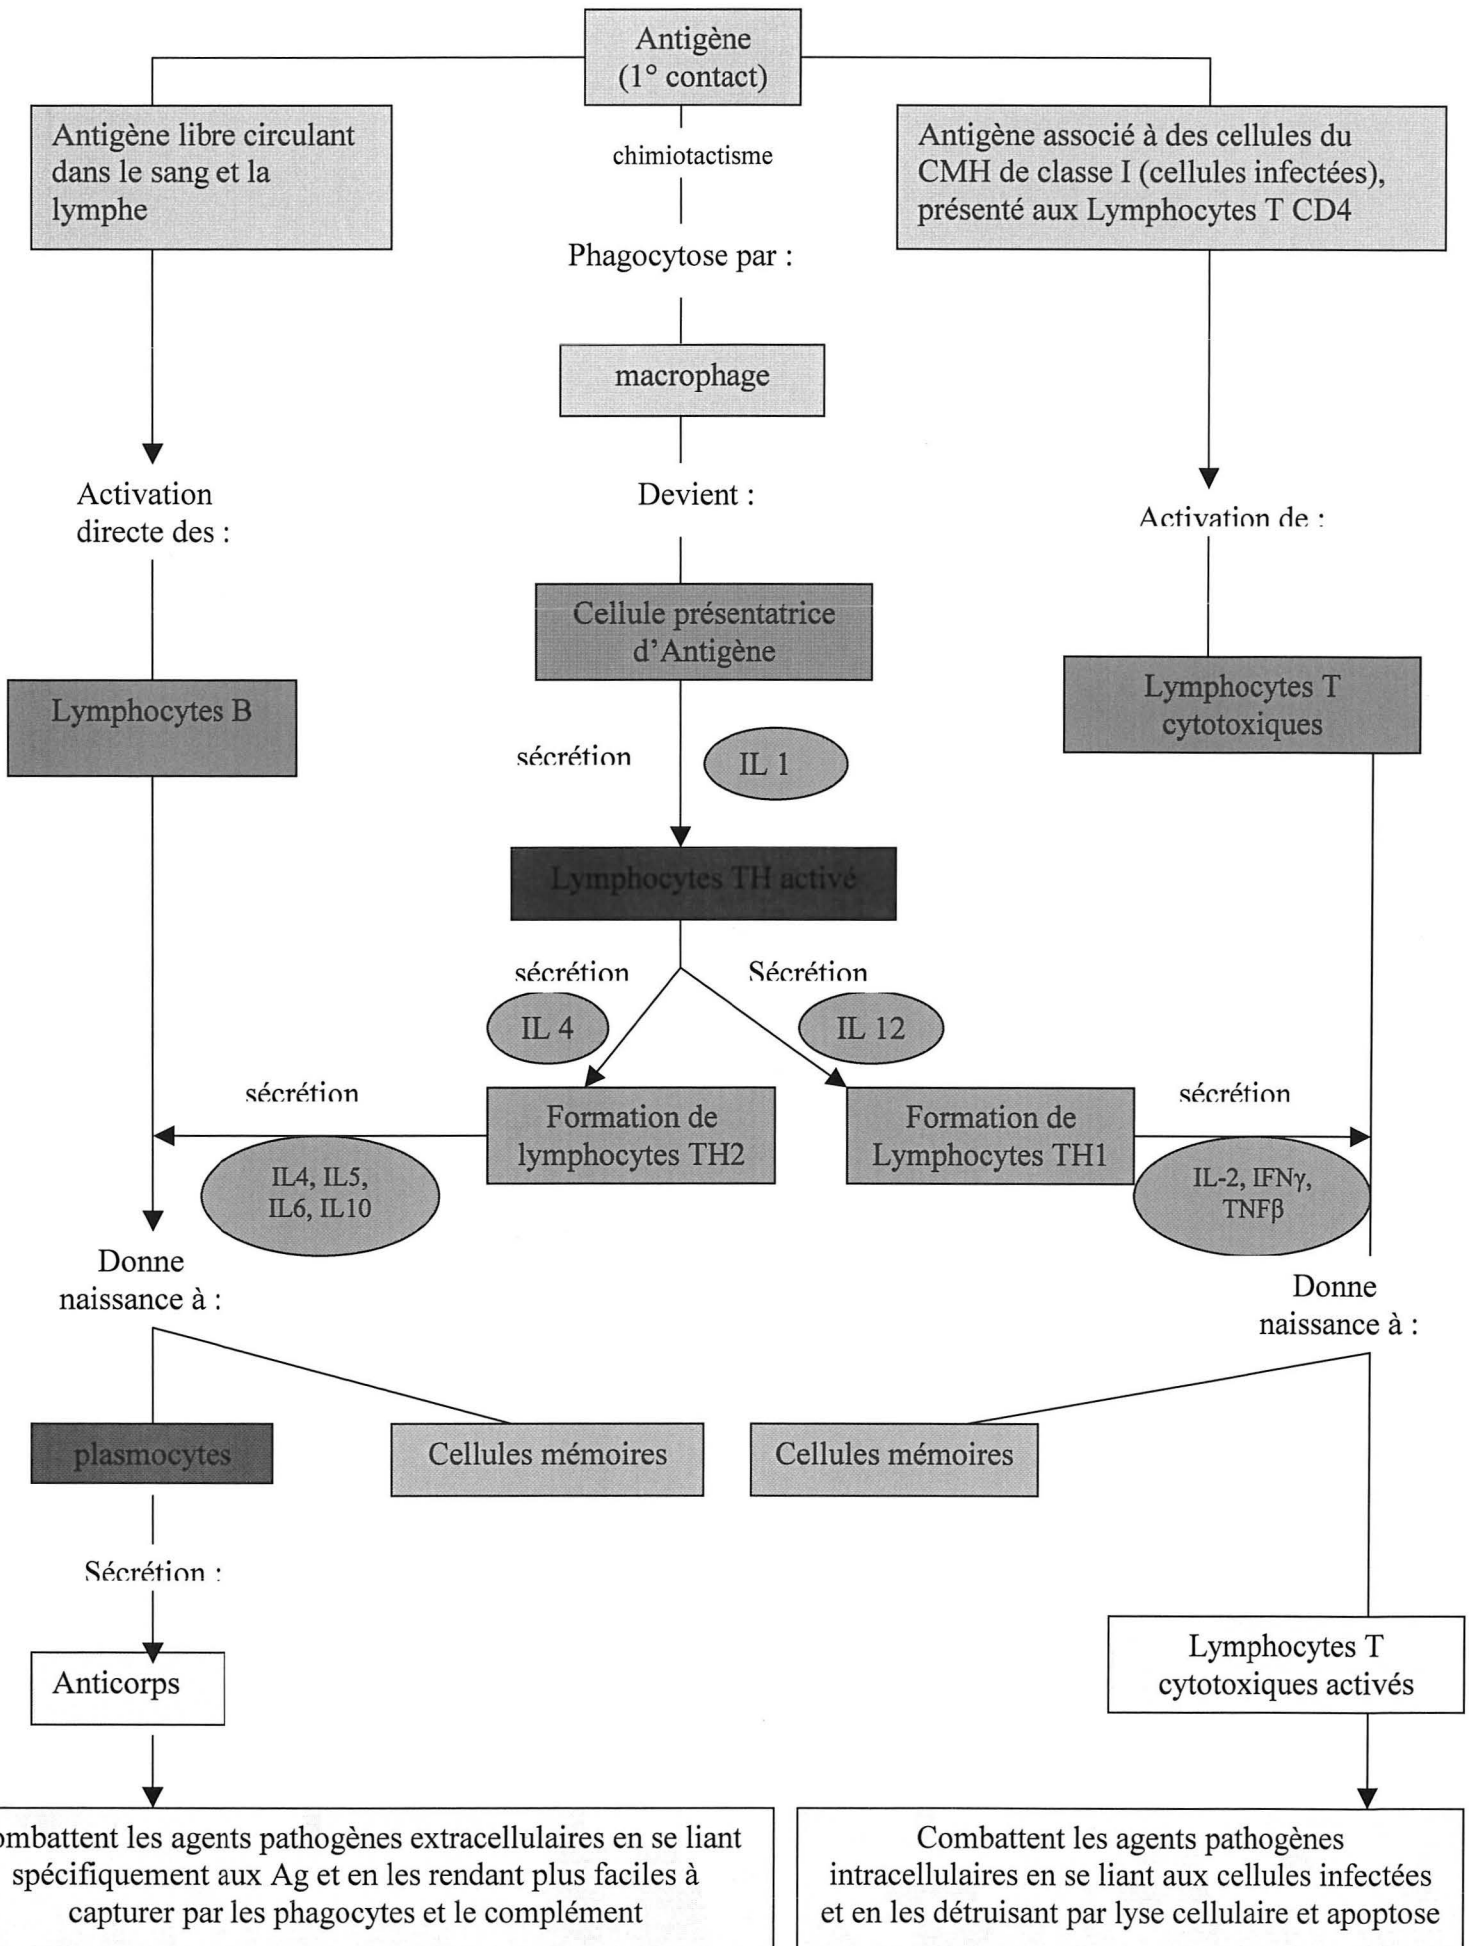 Antigène
(1° contact)
Antigène libre circulant
dans le sang et la
lymphe
chimiotactisme
Antigène associé à des cellules du
CMH de classe I (cellules infectées),
présenté aux Lymphocytes T CD4
Phagocytose par :
macrophage
Activation
directe des :
Devient :
Activation de :
Cellule présentatrice
d'Antigène
Lymphocytes B
Lymphocytes T
cytotoxiques
sécrétion
IL 1
Lymphocytes TH activé
sécrétion
Sécrétion
IL 4
IL 12
sécrétion
Formation de
lymphocytes TH2
Formation de
Lymphocytes TH1
sécrétion
IL4, IL5,
IL6, IL10
IL-2, IFNγ,
TNFβ
Donne
naissance à :
Donne
naissance à :
plasmocytes
Cellules mémoires
Cellules mémoires
Sécrétion :
Anticorps
Lymphocytes T
cytotoxiques activés
ombattent les agents pathogènes extracellulaires en se liant
spécifiquement aux Ag et en les rendant plus faciles à
capturer par les phagocytes et le complément
Combattent les agents pathogènes
intracellulaires en se liant aux cellules infectées
et en les détruisant par lyse cellulaire et apoptose